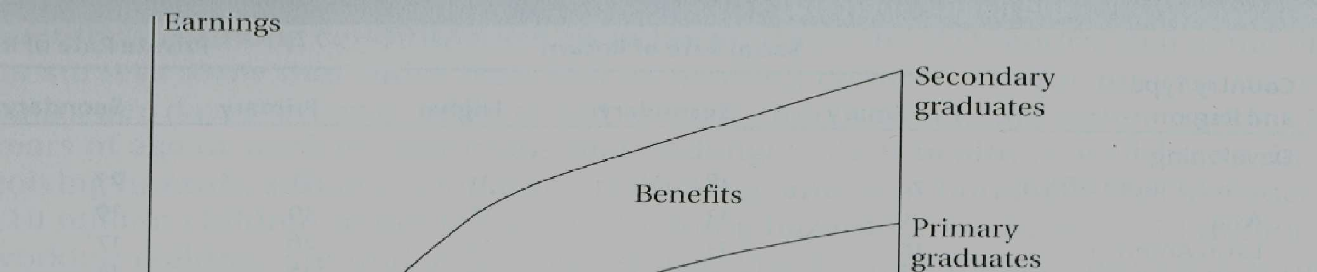 Earnings
Secondary
graduates
Benefits
Primary
graduates